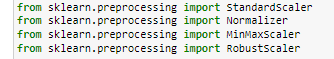 from sklearn.preprocessing import StandardScaler
from sklearn.preprocessing import Normalizer
from sklearn.preprocessing import MinMaxScaler
from sklearn.preprocessing import RobustScaler